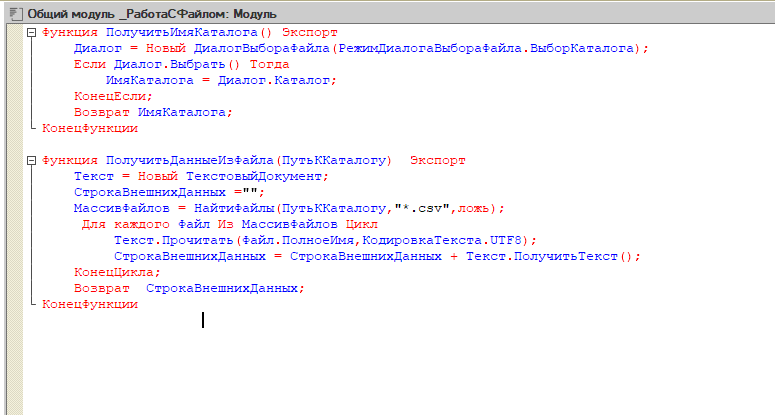 Общий модуль _РаботаСФайлом: Модуль
Функция ПолучитьИмяКаталога() Экспорт
Диалог = Новый ДиалогВыбораФайла(РежимДиалогаВыбораФайла.ВыборКаталога);
Если Диалог.Выбрать() Тогда
ИмяКаталога = Диалог.Каталог;
КонецЕсли;
Возврат ИмяКаталога;
КонецФункции
Функция ПолучитьДанныеИзФайла(ПутьККаталогу) Экспорт
Текст = Новый ТекстовыйДокумент;
СтрокаВнешнихДанных ="";
МассивФайлов = НайтиФайлы(ПутьККаталогу,"*.csv",ложь);
Для каждого Файл Из МассивФайлов Цикл
Текст.Прочитать(Файл.ПолноеИмя,КодировкаТекста.UTF8);
СтрокаВнешнихДанных = СтрокаВнешнихДанных + Текст.ПолучитьТекст();
КонецЦикла;
Возврат СтрокаВнешнихДанных;
КонецФункции